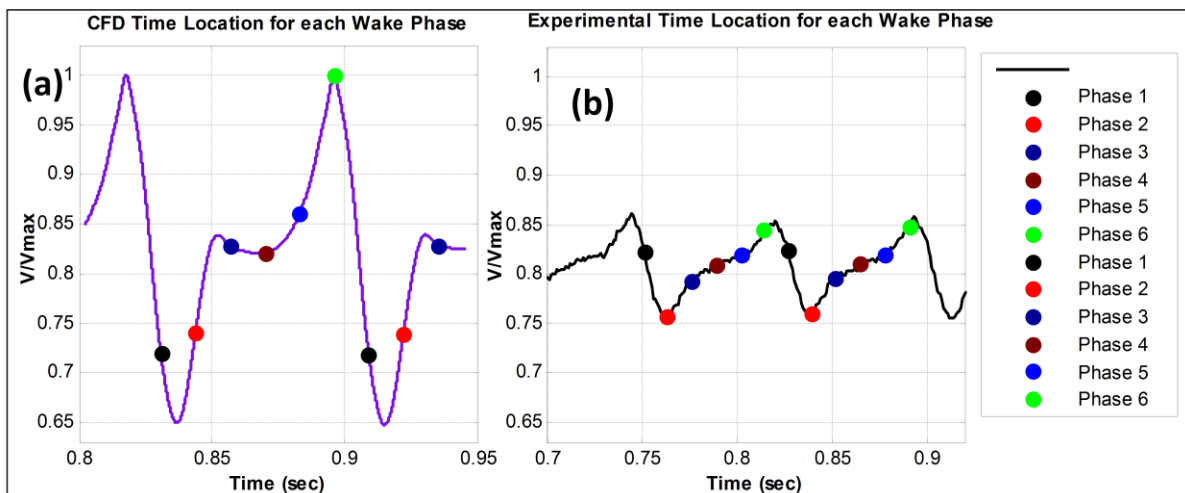 CFD Time Location for each Wake Phase
(a)
V/Vmax
1
0.95
0.9
0.85
0.8
0.75
0.7
0.65
0.8 0.85 0.9 0.95
Time (sec)
Experimental Time Location for each Wake Phase
(b)
V/Vmax
1
0.95
0.9
0.85
0.8
0.75
0.7
0.65
0.7 0.75 0.8 0.85 0.9
Time (sec)
Phase 1
Phase 2
Phase 3
Phase 4
Phase 5
Phase 6
Phase 1
Phase 2
Phase 3
Phase 4
Phase 5
Phase 6